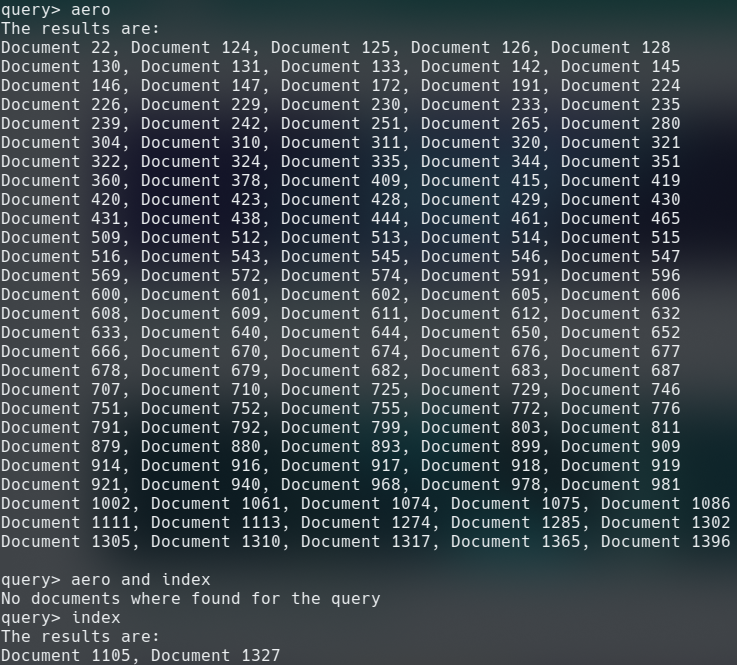 query> aero
The results are:
Document 22, Document 124, Document 125, Document 126, Document 128
Document 130, Document 131, Document 133, Document 142, Document 145
Document 146, Document 147, Document 172, Document 191, Document 224
Document 226, Document 229, Document 230, Document 233, Document 235
Document 239, Document 242, Document 251, Document 265, Document 280
Document 304, Document 310, Document 311, Document 320, Document 321
Document 322, Document 324, Document 335, Document 344, Document 351
Document 360, Document 378, Document 409, Document 415, Document 419
Document 420, Document 423, Document 428, Document 429, Document 430
Document 431, Document 438, Document 444, Document 461, Document 465
Document 509, Document 512, Document 513, Document 514, Document 515
Document 516, Document 543, Document 545, Document 546, Document 547
Document 569, Document 572, Document 574, Document 591, Document 596
Document 600, Document 601, Document 602, Document 605, Document 606
Document 608, Document 609, Document 611, Document 612, Document 632
Document 633, Document 640, Document 644, Document 650, Document 652
Document 666, Document 670, Document 674, Document 676, Document 677
Document 678, Document 679, Document 682, Document 683, Document 687
Document 707, Document 710, Document 725, Document 729, Document 746
Document 751, Document 752, Document 755, Document 772, Document 776
Document 791, Document 792, Document 799, Document 803, Document 811
Document 879, Document 880, Document 893, Document 899, Document 909
Document 914, Document 916, Document 917, Document 918, Document 919
Document 921, Document 940, Document 968, Document 978, Document 981
Document 1002, Document 1061, Document 1074, Document 1075, Document 1086
Document 1111, Document 1113, Document 1274, Document 1285, Document 1302
Document 1305, Document 1310, Document 1317, Document 1365, Document 1396
query> aero and index
No documents where found for the query
query> index
The results are:
Document 1105, Document 1327